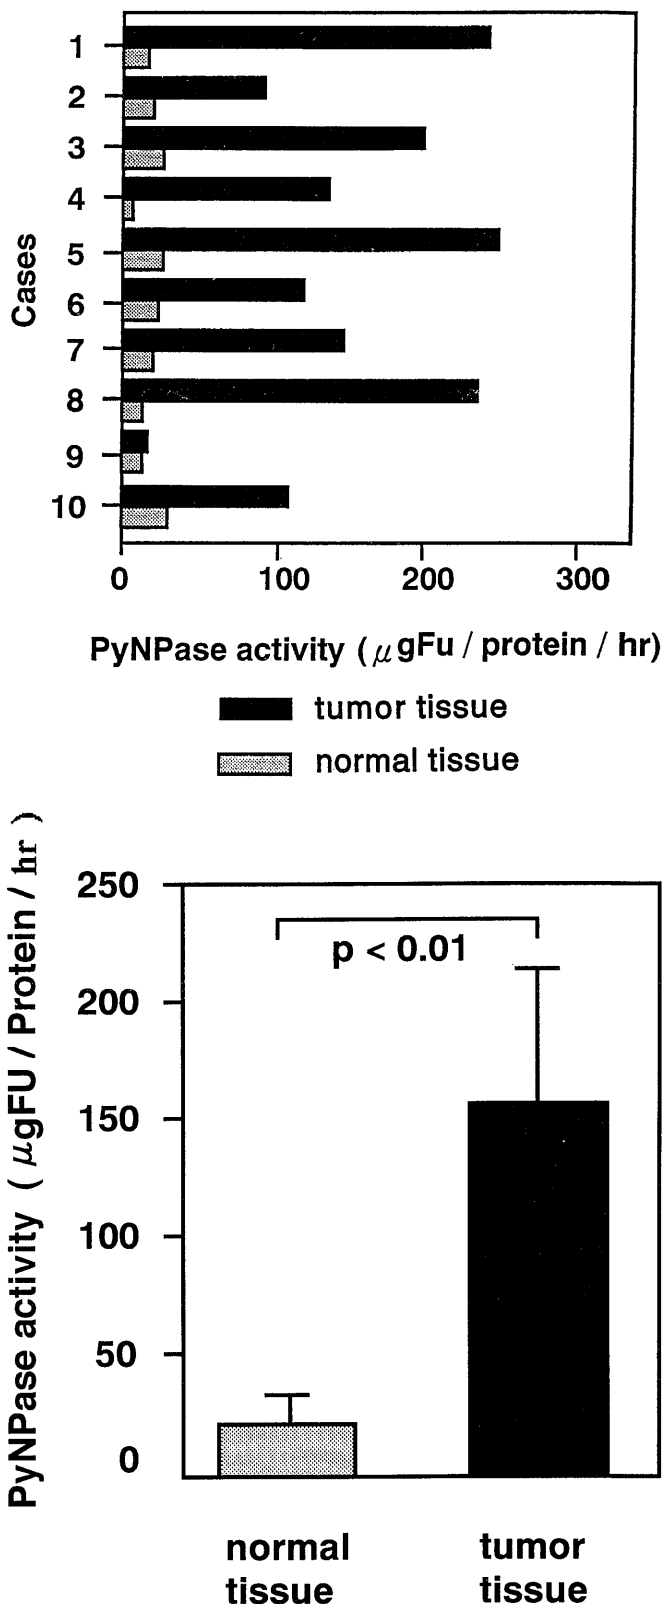 1
2
3
4
5
6
7
8
9
10
Cases
0 100 200 300
PyNPase activity ( μgFu / protein / hr)
tumor tissue
normal tissue
PyNPase activity ( μgFU / Protein / hr )
250
200
150
100
50
0
p < 0.01
normal tissue
tumor tissue